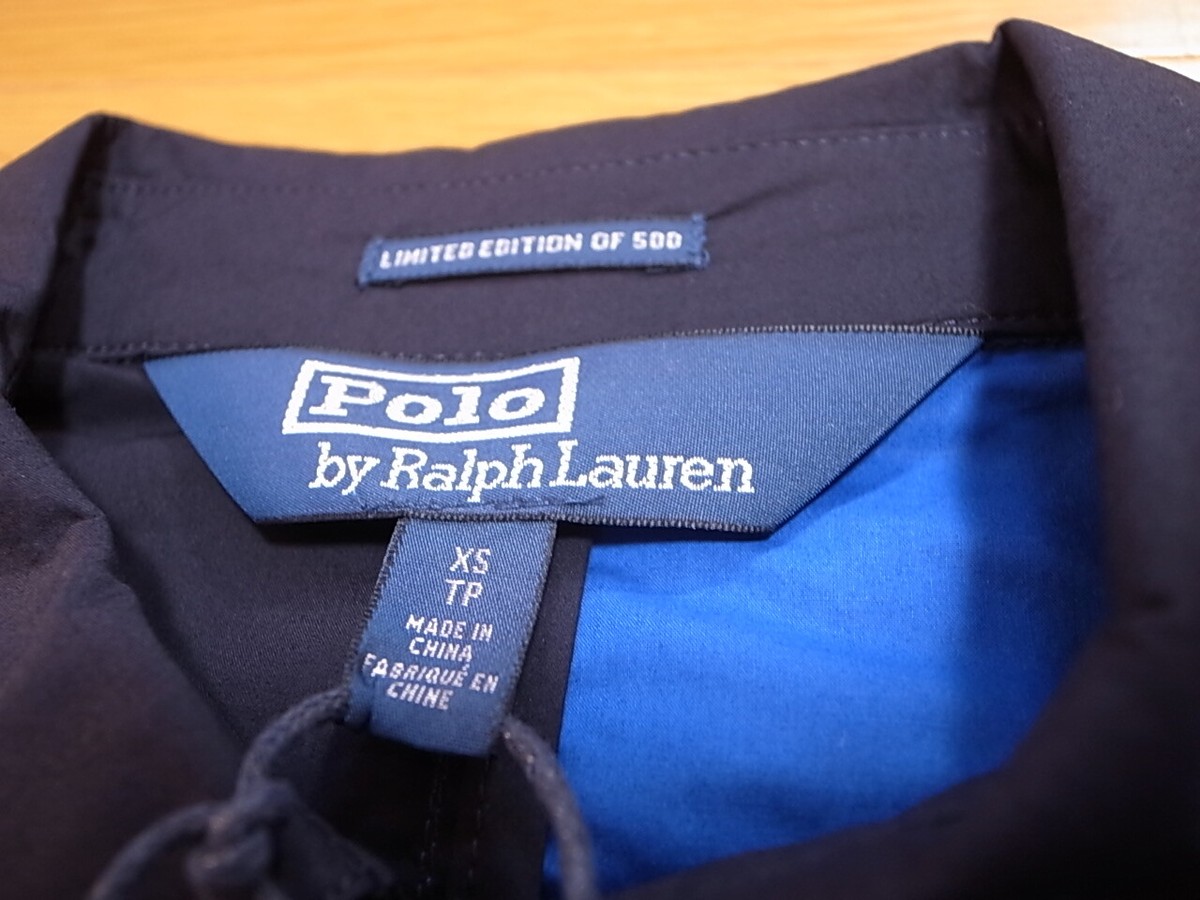 LIMITED EDITION OF 500
Polo
by Ralph Lauren
XS
TP
MADE IN
CHINA
FABRIQUÉ EN
CHINE